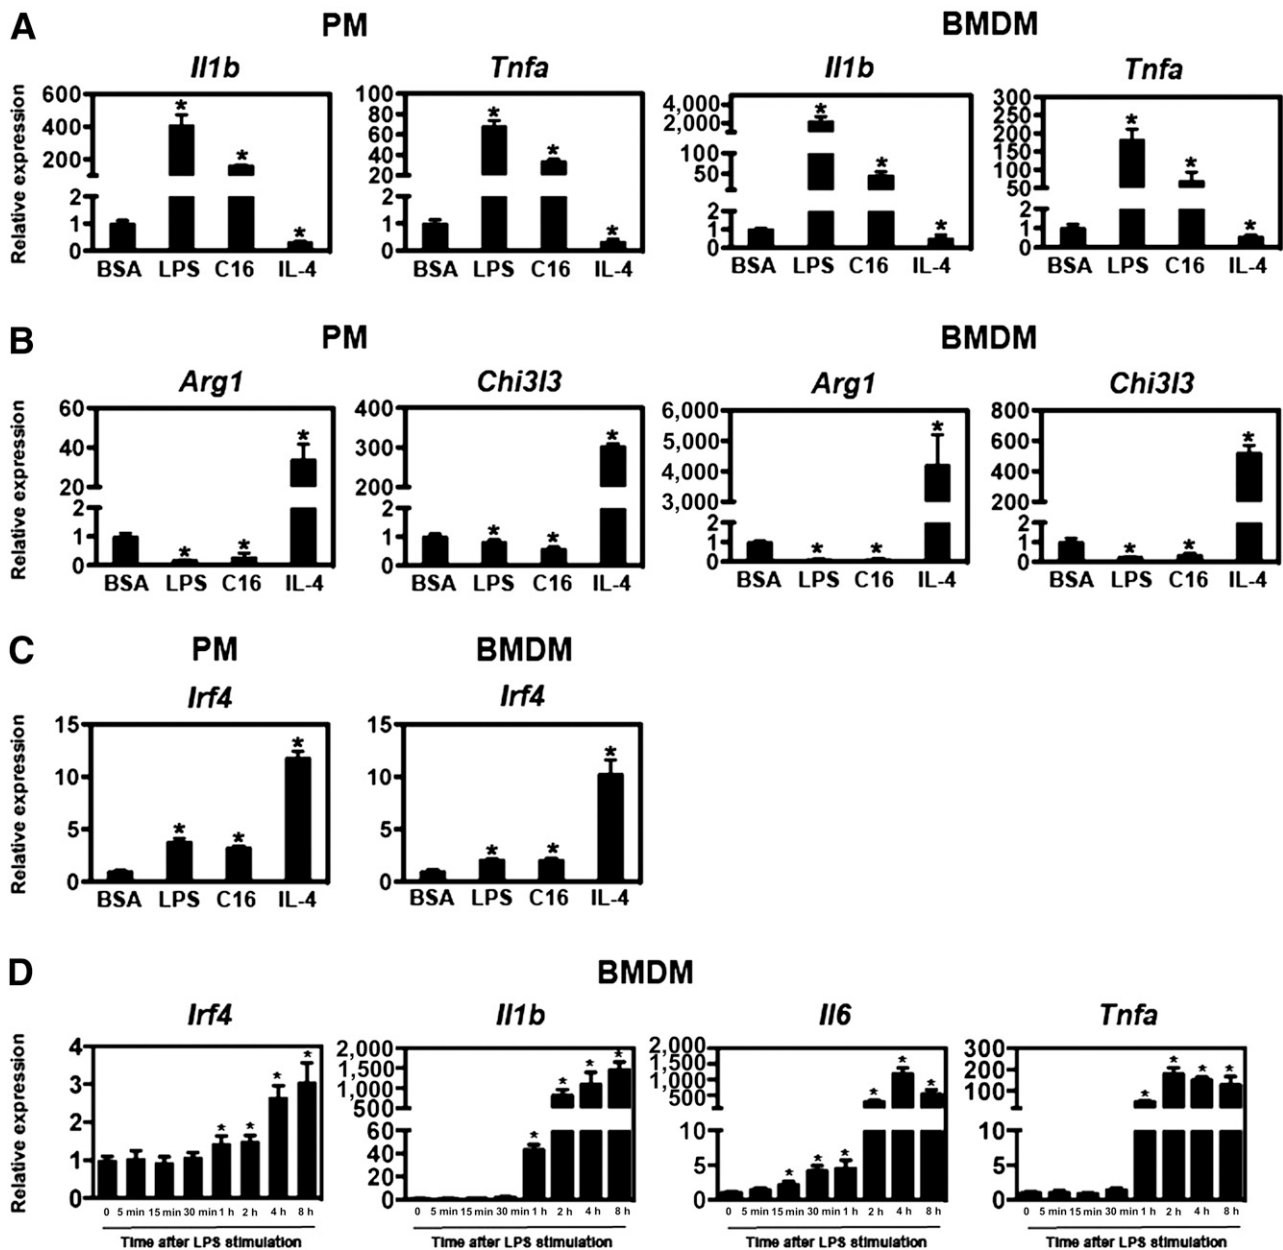 A
PM
BMDM
Il1b
Tnfa
Il1b
Tnfa
Relative expression
600
400
200
2
1
0
BSA LPS C16 IL-4
100
80
60
40
20
2
1
0
BSA LPS C16 IL-4
4,000
2,000
100
50
2
1
0
BSA LPS C16 IL-4
300
250
200
150
100
50
2
1
0
BSA LPS C16 IL-4
* * *
* * *
* * *
* * *
B
PM
BMDM
Arg1
Chi3l3
Arg1
Chi3l3
Relative expression
60
40
20
2
1
0
BSA LPS C16 IL-4
400
300
200
2
1
0
BSA LPS C16 IL-4
6,000
5,000
4,000
3,000
2
1
0
BSA LPS C16 IL-4
800
600
400
200
2
1
0
BSA LPS C16 IL-4
* * *
* * *
* * *
* * *
C
PM
BMDM
Irf4
Irf4
Relative expression
15
10
5
0
BSA LPS C16 IL-4
15
10
5
0
BSA LPS C16 IL-4
* * *
* * *
D
BMDM
Irf4
Il1b
Il6
Tnfa
Relative expression
4
3
2
1
0
0 5 min 15 min 30 min 1 h 2 h 4 h 8 h
Time after LPS stimulation
2,000
1,500
1,000
500
60
40
20
0
0 5 min 15 min 30 min 1 h 2 h 4 h 8 h
Time after LPS stimulation
2,000
1,500
1,000
500
10
5
0
0 5 min 15 min 30 min 1 h 2 h 4 h 8 h
Time after LPS stimulation
300
200
100
10
5
0
0 5 min 15 min 30 min 1 h 2 h 4 h 8 h
Time after LPS stimulation
* * * *
* * * *
* * * * * *
* * * *